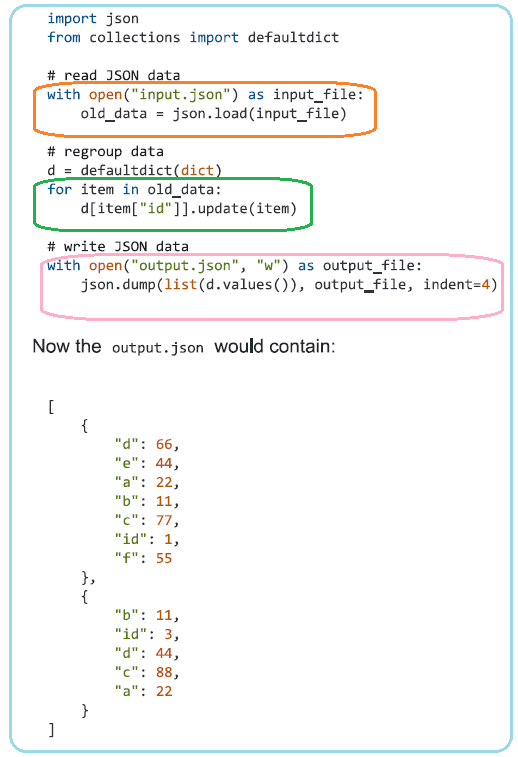 import json
from collections import defaultdict
# read JSON data
with open("input.json") as input_file:
    old_data = json.load(input_file)
# regroup data
d = defaultdict(dict)
for item in old_data:
    d[item["id"]].update(item)
# write JSON data
with open("output.json", "w") as output_file:
    json.dump(list(d.values()), output_file, indent=4)
Now the output.json would contain:
[
    {
        "d": 66,
        "e": 44,
        "a": 22,
        "b": 11,
        "c": 77,
        "id": 1,
        "f": 55
    },
    {
        "b": 11,
        "id": 3,
        "d": 44,
        "c": 88,
        "a": 22
    }
]